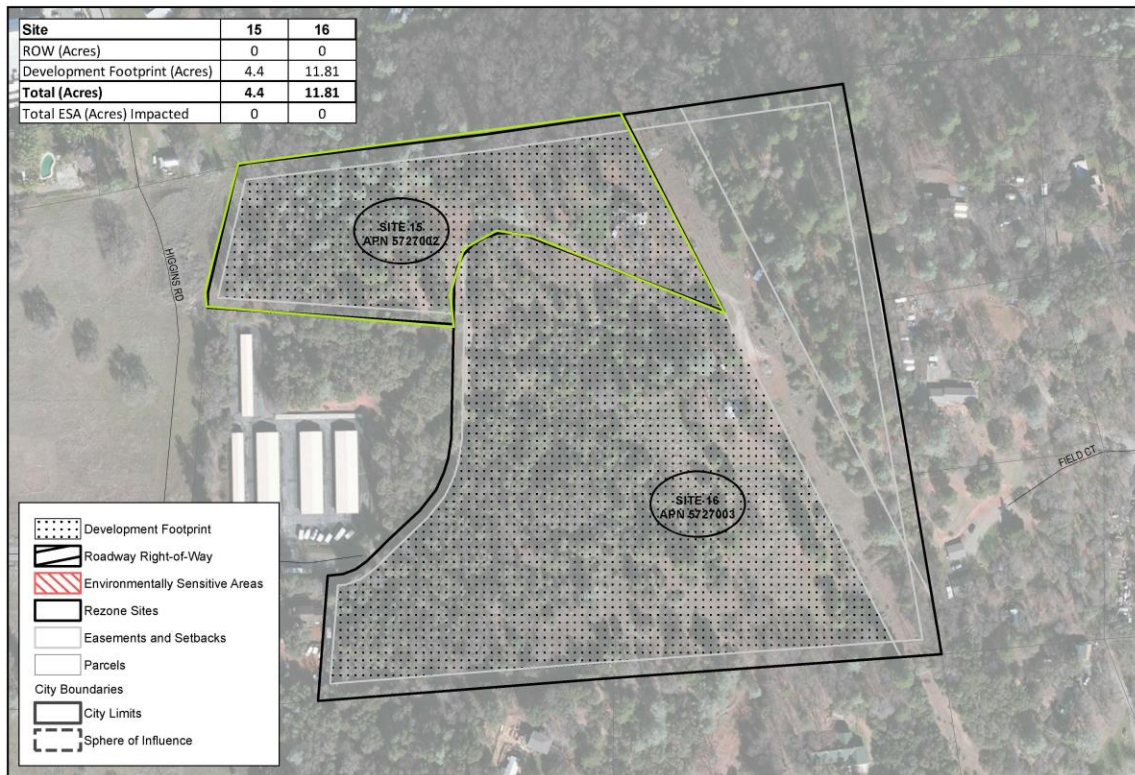 Site 15 16
ROW (Acres) 0 0
Development Footprint (Acres) 4.4 11.81
Total (Acres) 4.4 11.81
Total ESA (Acres) Impacted 0 0
SITE 15
APN 5727002
HIGGINS RD
FIELD CT
SITE 16
APN 5727003
Development Footprint
Roadway Right-of-Way
Environmentally Sensitive Areas
Rezone Sites
Easements and Setbacks
Parcels
City Boundaries
City Limits
Sphere of Influence